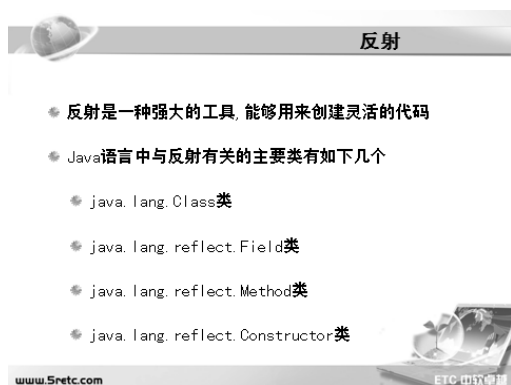 反射
反射是一种强大的工具,能够用来创建灵活的代码
Java语言中与反射有关的主要类有如下几个
java.lang.Class类
java.lang.reflect.Field类
java.lang.reflect.Method类
java.lang.reflect.Constructor类
www.5retc.com
ETC 中软卓越